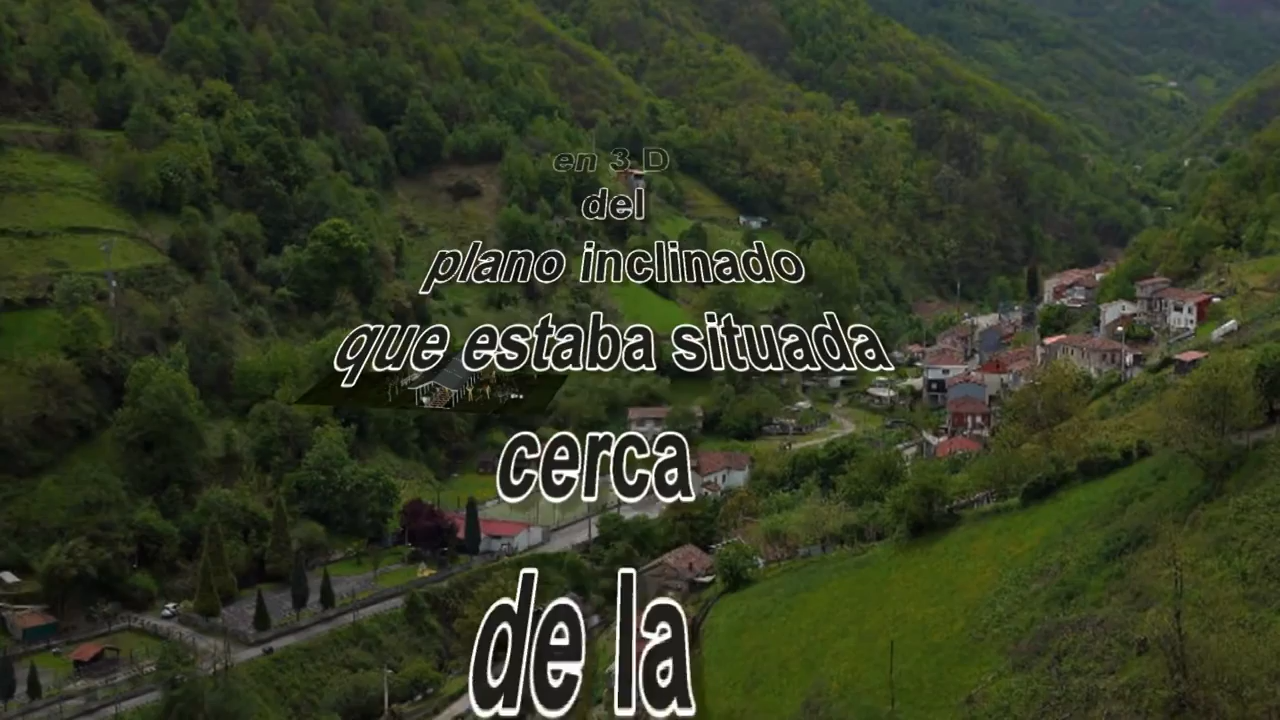 en 3 D
del
plano inclinado
que estaba situada
cerca
de la